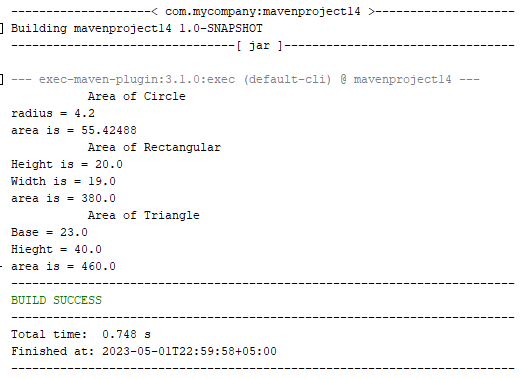 --------------------< com.mycompany:mavenproject14 >--------------------
Building mavenproject14 1.0-SNAPSHOT
--------------------------------[ jar ]---------------------------------
--- exec-maven-plugin:3.1.0:exec (default-cli) @ mavenproject14 ---
Area of Circle
radius = 4.2
area is = 55.42488
Area of Rectangular
Height is = 20.0
Width is = 19.0
area is = 380.0
Area of Triangle
Base = 23.0
Hieght = 40.0
area is = 460.0
------------------------------------------------------------------------
BUILD SUCCESS
------------------------------------------------------------------------
Total time:  0.748 s
Finished at: 2023-05-01T22:59:58+05:00
------------------------------------------------------------------------